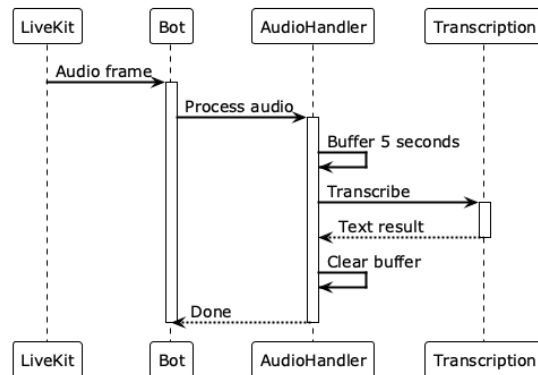 LiveKit Bot AudioHandler Transcription
Audio frame
Process audio
Buffer 5 seconds
Transcribe
Text result
Clear buffer
Done
LiveKit Bot AudioHandler Transcription